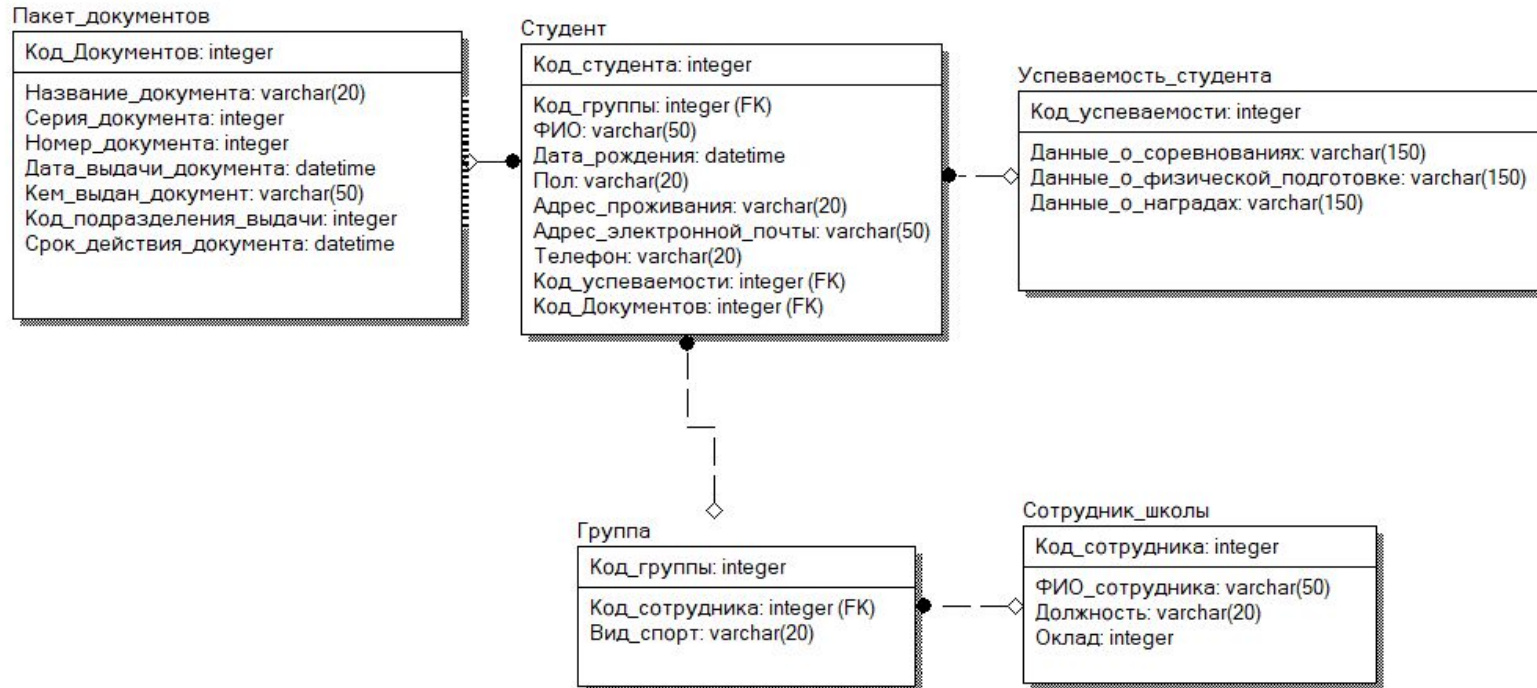 Пакет_документов
Код_Документов: integer
Название_документа: varchar(20)
Серия_документа: integer
Номер_документа: integer
Дата_выдачи_документа: datetime
Кем_выдан_документ: varchar(50)
Код_подразделения_выдачи: integer
Срок_действия_документа: datetime
Студент
Код_студента: integer
Код_группы: integer (FK)
ФИО: varchar(50)
Дата_рождения: datetime
Пол: varchar(20)
Адрес_проживания: varchar(20)
Адрес_электронной_почты: varchar(50)
Телефон: varchar(20)
Код_успеваемости: integer (FK)
Код_Документов: integer (FK)
Успеваемость_студента
Код_успеваемости: integer
Данные_о_соревнованиях: varchar(150)
Данные_о_физической_подготовке: varchar(150)
Данные_о_наградах: varchar(150)
Группа
Код_группы: integer
Код_сотрудника: integer (FK)
Вид_спорт: varchar(20)
Сотрудник_школы
Код_сотрудника: integer
ФИО_сотрудника: varchar(50)
Должность: varchar(20)
Оклад: integer